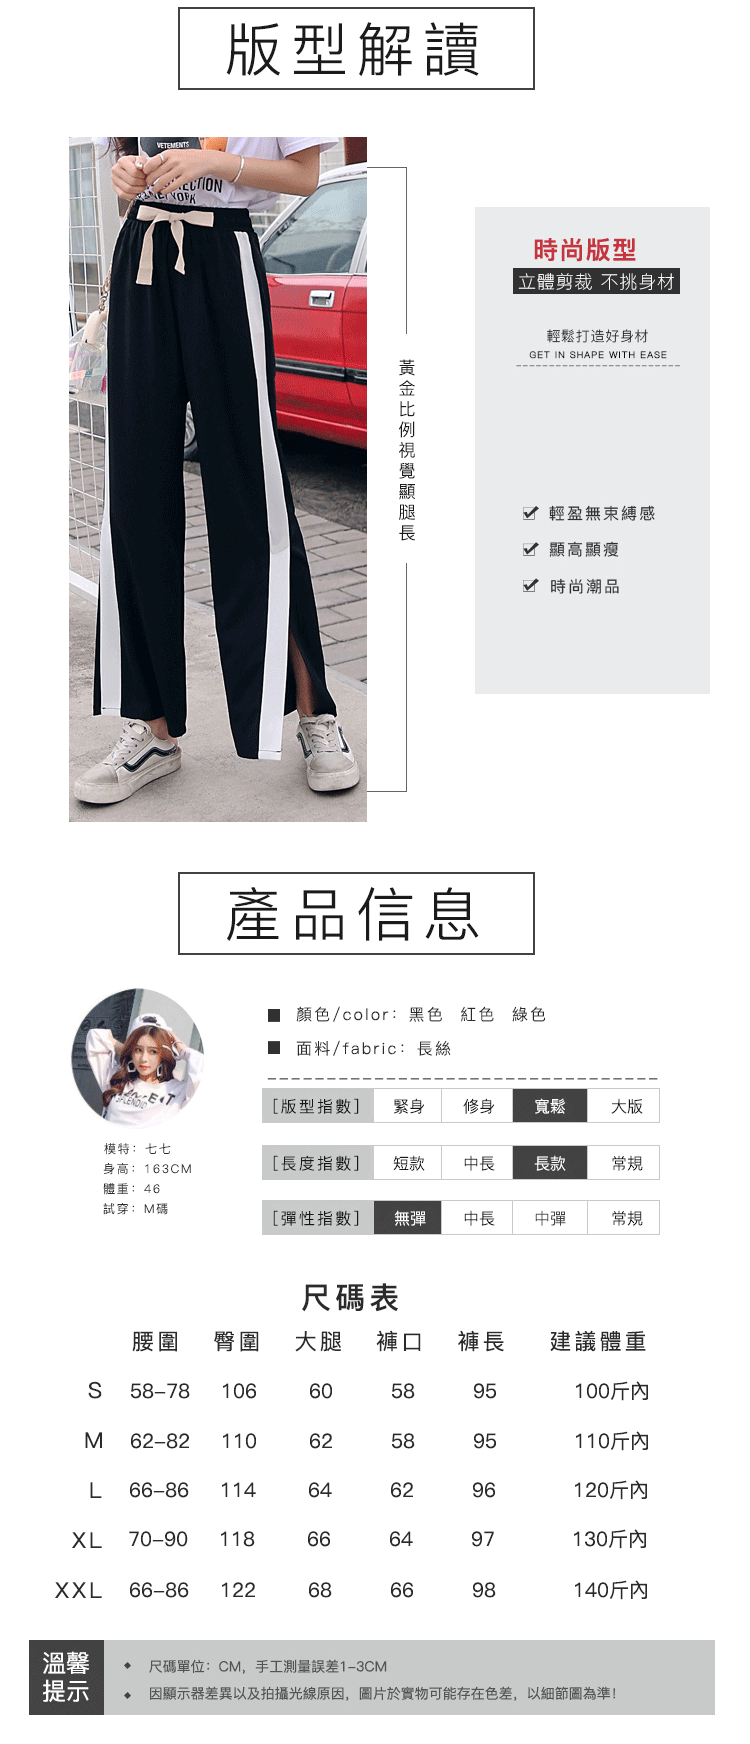 版型解讀
VETEMENTS
時尚版型
立體剪裁 不挑身材
輕鬆打造好身材
GET IN SHAPE WITH EASE
黃金比例視覺顯腿長
輕盈無束縛感
顯高顯瘦
時尚潮品
產品信息
顏色/color：黑色 紅色 綠色
面料/fabric：長絲
[版型指數] 緊身 修身 寬鬆 大版
[長度指數] 短款 中長 長款 常規
[彈性指數] 無彈 中長 中彈 常規
模特：七七
身高：163CM
體重：46
試穿：M碼
尺碼表
腰圍 臀圍 大腿 褲口 褲長 建議體重
S 58-78 106 60 58 95 100斤內
M 62-82 110 62 58 95 110斤內
L 66-86 114 64 62 96 120斤內
XL 70-90 118 66 64 97 130斤內
XXL 66-86 122 68 66 98 140斤內
溫馨
提示
尺碼單位：CM，手工測量誤差1-3CM
因顯示器差異以及拍攝光線原因，圖片於實物可能存在色差，以細節圖為準！